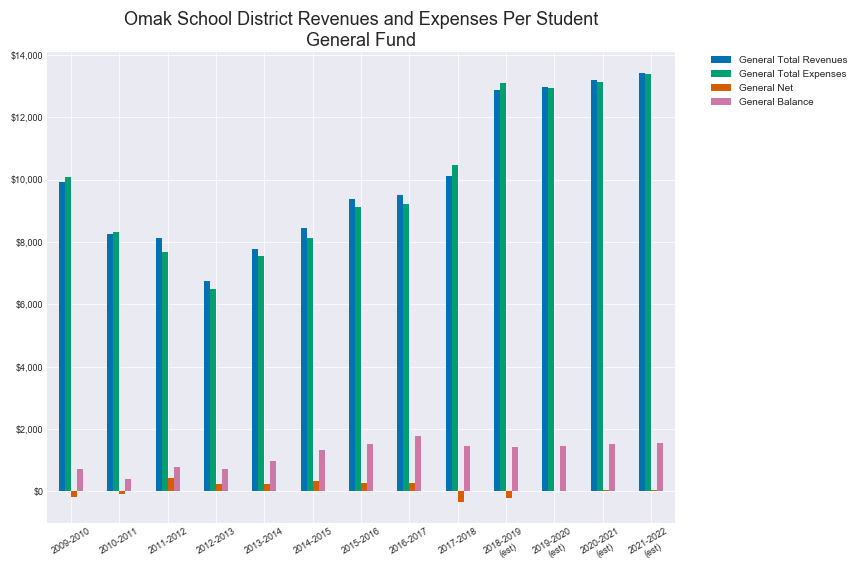 Omak School District Revenues and Expenses Per Student
General Fund
$14,000
$12,000
$10,000
$8,000
$6,000
$4,000
$2,000
$0
2009-2010
2010-2011
2011-2012
2012-2013
2013-2014
2014-2015
2015-2016
2016-2017
2017-2018
2018-2019
(est)
2019-2020
(est)
2020-2021
(est)
2021-2022
(est)
General Total Revenues
General Total Expenses
General Net
General Balance